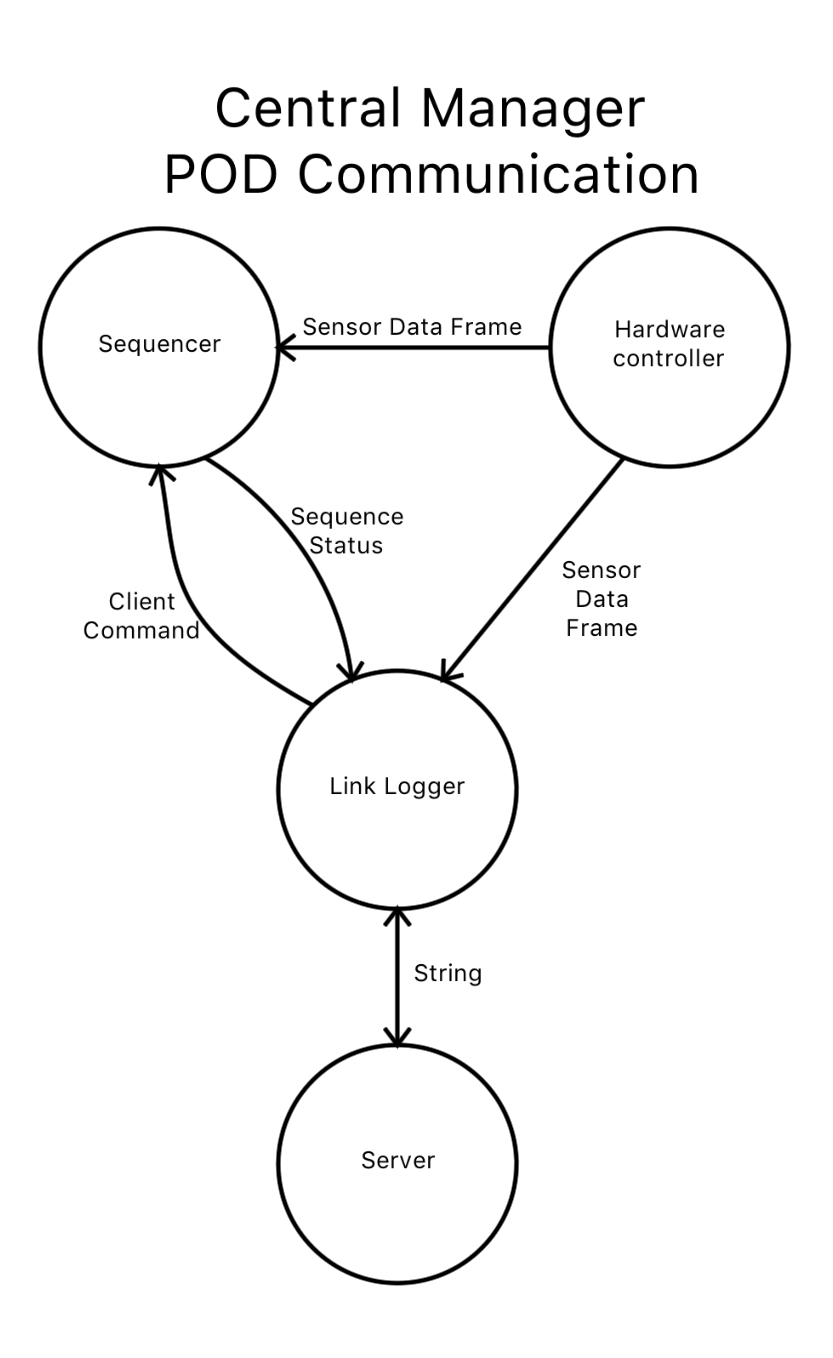 Central Manager
POD Communication
Sequencer
Sensor Data Frame
Hardware
controller
Sequence
Status
Sensor
Data
Frame
Client
Command
Link Logger
String
Server